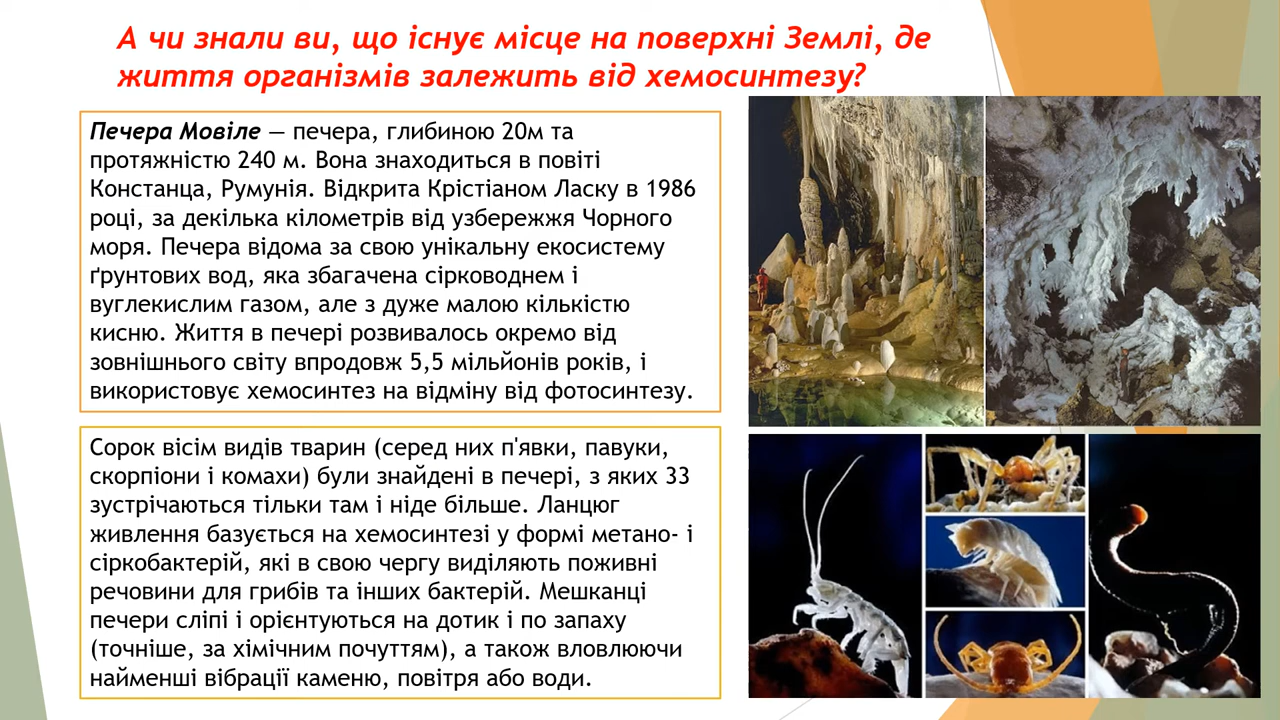 А чи знали ви, що існує місце на поверхні Землі, де
життя організмів залежить від хемосинтезу?
Печера Мовіле — печера, глибиною 20м та
протяжністю 240 м. Вона знаходиться в повіті
Констанца, Румунія. Відкрита Крістіаном Ласку в 1986
році, за декілька кілометрів від узбережжя Чорного
моря. Печера відома за свою унікальну екосистему
ґрунтових вод, яка збагачена сірководнем і
вуглекислим газом, але з дуже малою кількістю
кисню. Життя в печері розвивалось окремо від
зовнішнього світу впродовж 5,5 мільйонів років, і
використовує хемосинтез на відміну від фотосинтезу.
Сорок вісім видів тварин (серед них п'явки, павуки,
скорпіони і комахи) були знайдені в печері, з яких 33
зустрічаються тільки там і ніде більше. Ланцюг
живлення базується на хемосинтезі у формі метано- і
сіркобактерій, які в свою чергу виділяють поживні
речовини для грибів та інших бактерій. Мешканці
печери сліпі і орієнтуються на дотик і по запаху
(точніше, за хімічним почуттям), а також вловлюючи
найменші вібрації каменю, повітря або води.